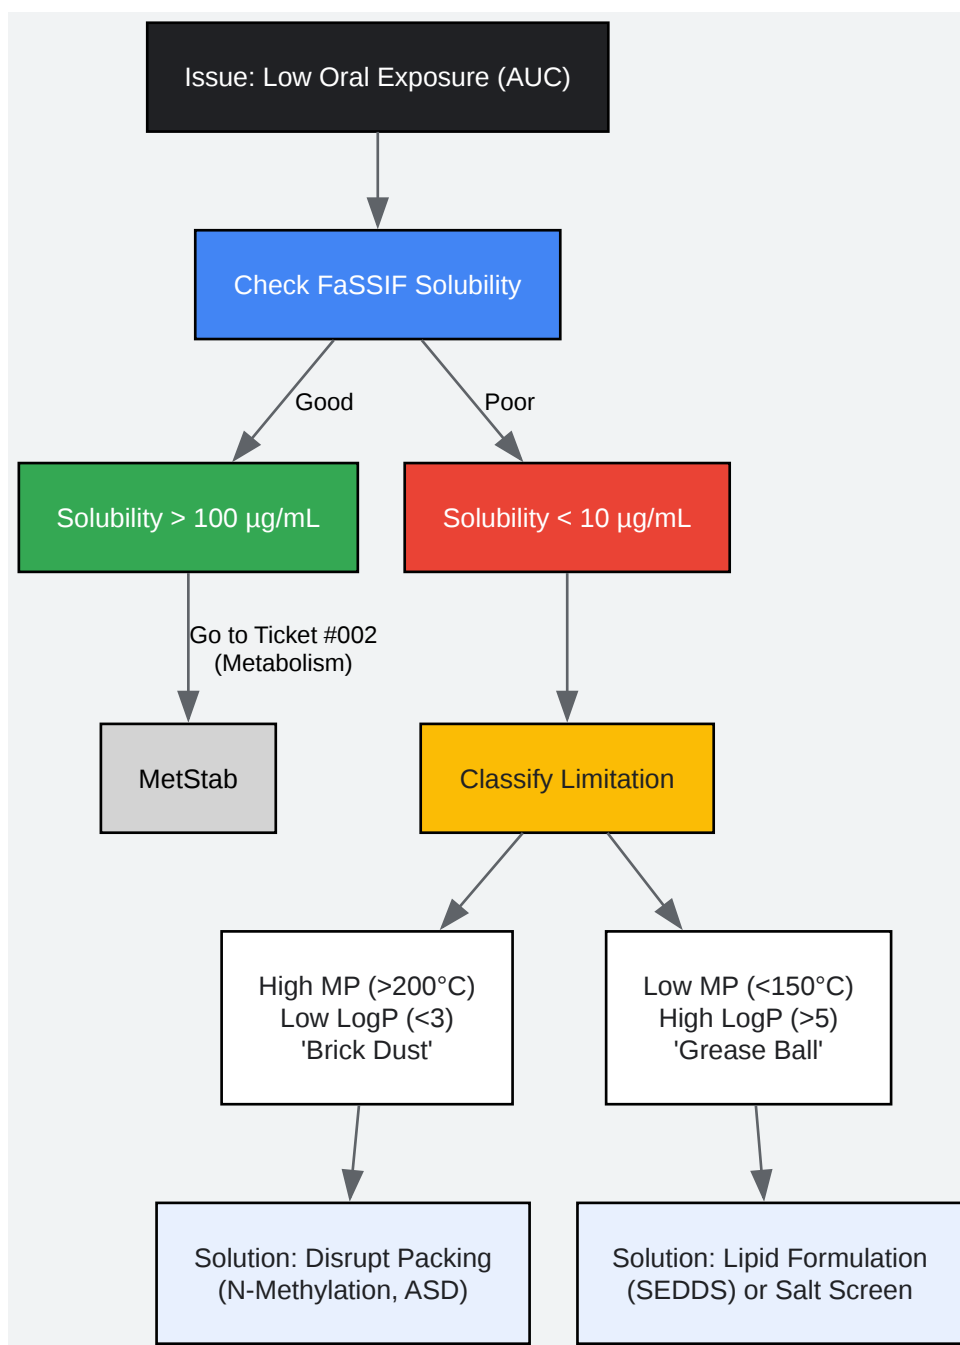 Issue: Low Oral Exposure (AUC)
Check FaSSIF Solubility
Good
Poor
Solubility > 100 µg/mL
Solubility < 10 µg/mL
Go to Ticket #002
(Metabolism)
MetStab
Classify Limitation
High MP (>200°C)
Low LogP (<3)
'Brick Dust'
Low MP (<150°C)
High LogP (>5)
'Grease Ball'
Solution: Disrupt Packing
(N-Methylation, ASD)
Solution: Lipid Formulation
(SEDDS) or Salt Screen